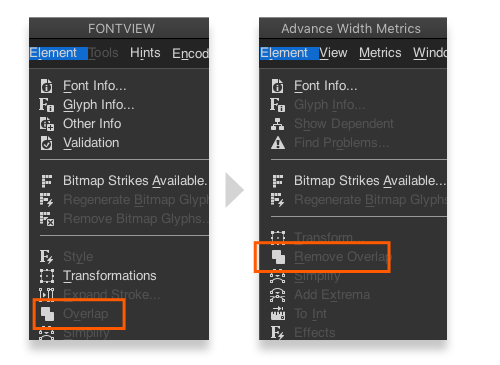 FONTVIEW
Element Tools Hints Encod
Font Info...
Glyph Info...
Other Info
Validation
Bitmap Strikes Available.
Regenerate Bitmap Glyph
Remove Bitmap Glyphs..
Style
Transformations
Expand Stroke...
Overlap
Simplify
Advance Width Metrics
Element View Metrics Windo
Font Info...
Glyph Info...
Show Dependent
Find Problems...
Bitmap Strikes Available...
Regenerate Bitmap Glyphs
Transform
Remove Overlap
Simplify
Add Extrema
To Int
Effects